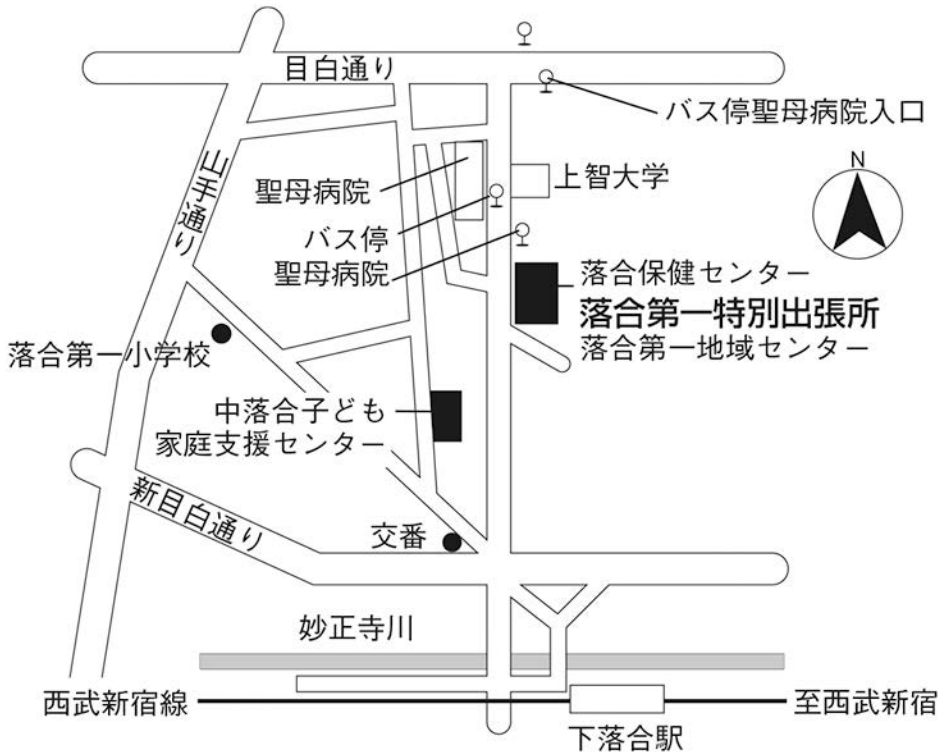 目白通り
バス停聖母病院入口
山手通り
聖母病院
上智大学
N
バス停
聖母病院
落合保健センター
落合第一特別出張所
落合第一地域センター
落合第一小学校
中落合子ども
家庭支援センター
新目白通り
交番
妙正寺川
西武新宿線
至西武新宿
下落合駅